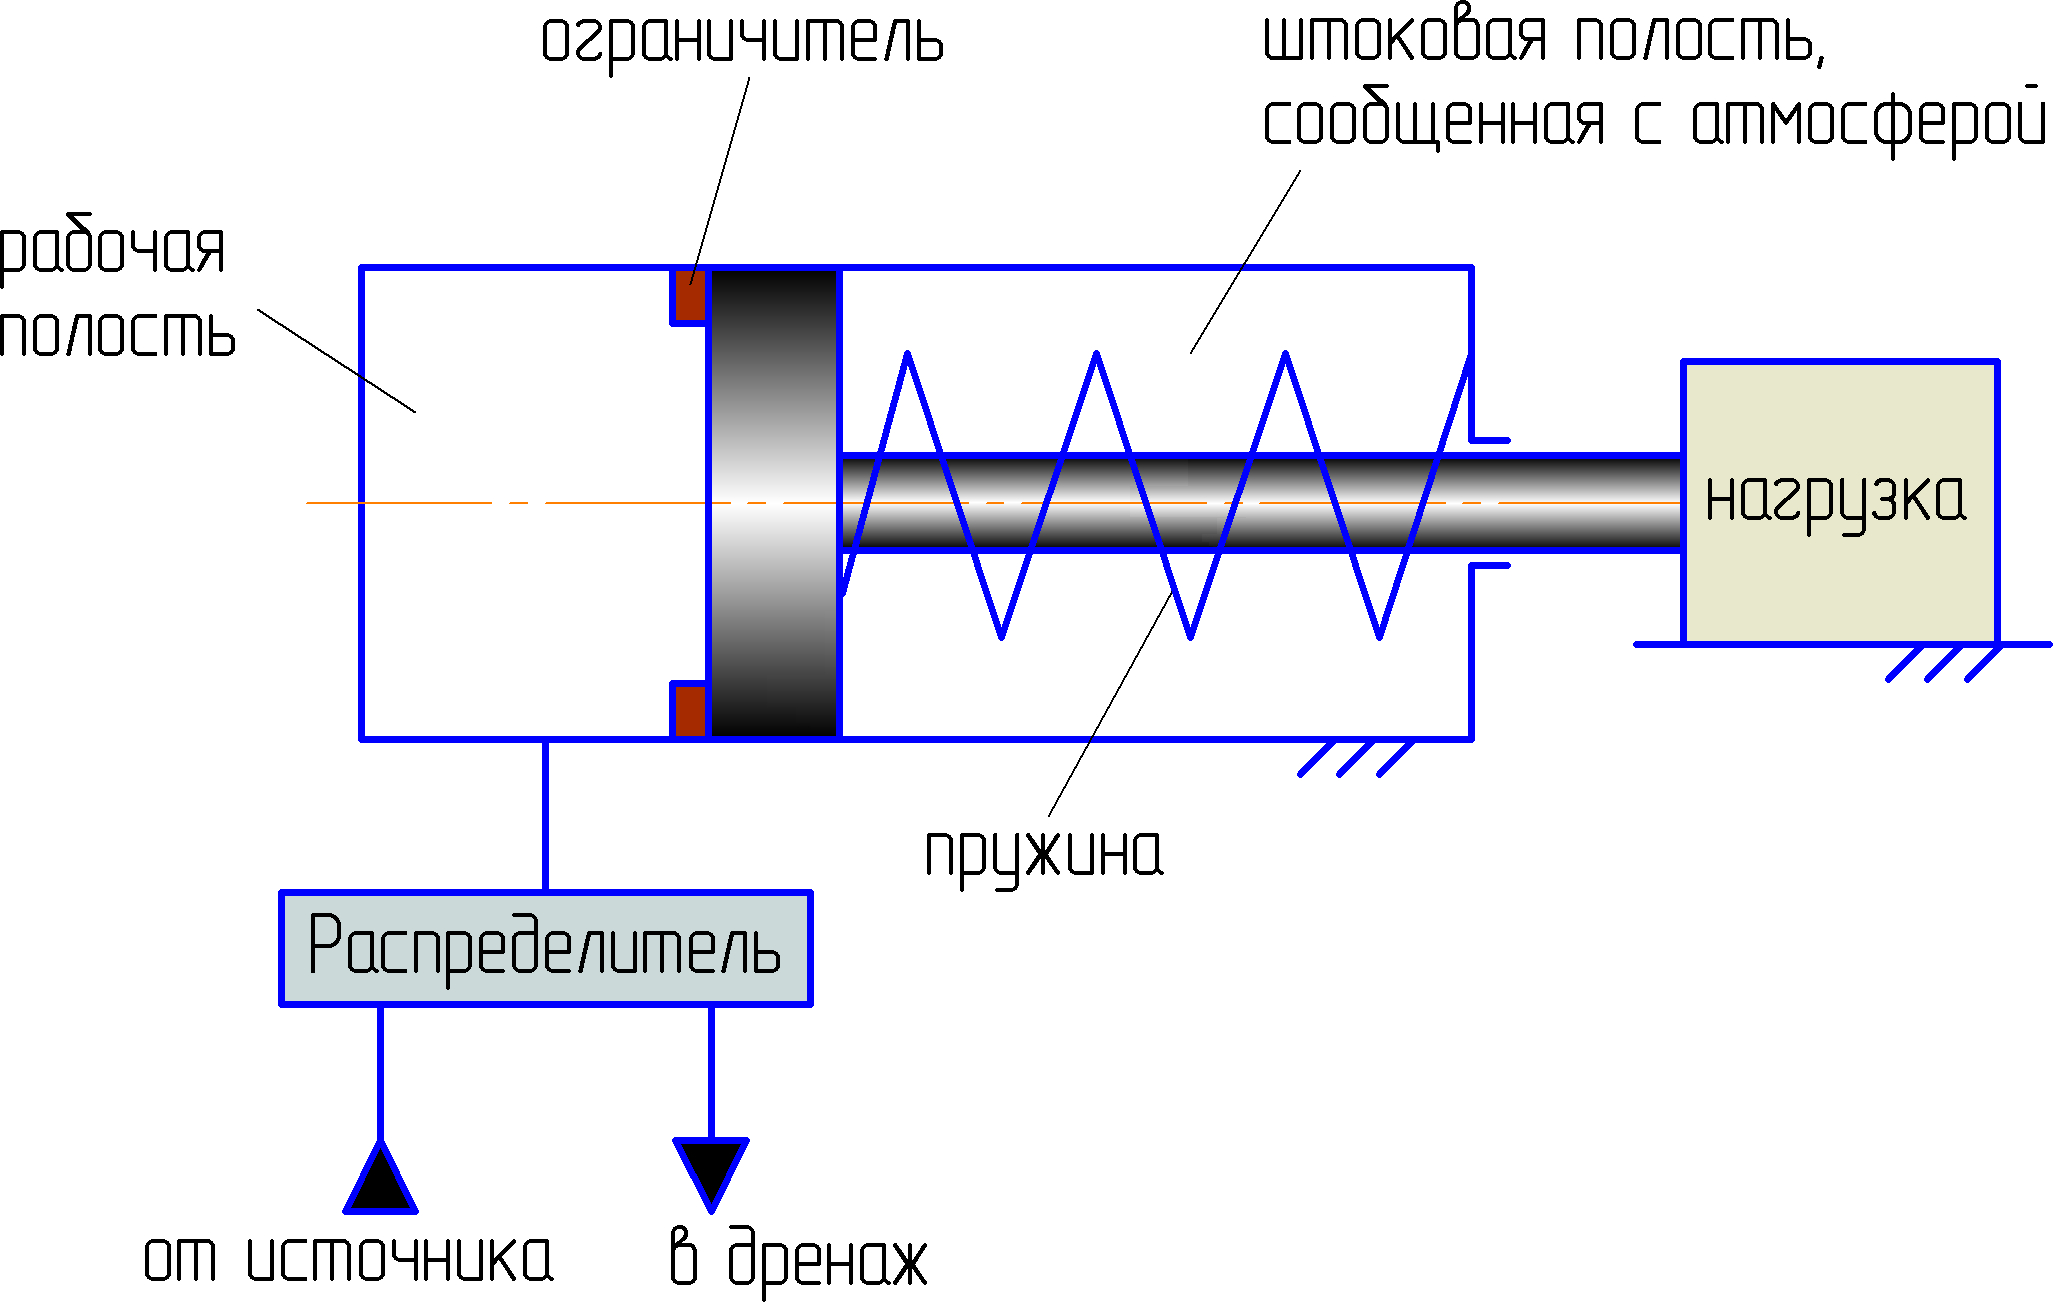 ограничитель
штоковая полость,
сообщенная с атмосферой
рабочая
полость
нагрузка
пружина
Распределитель
от источника
в дренаж